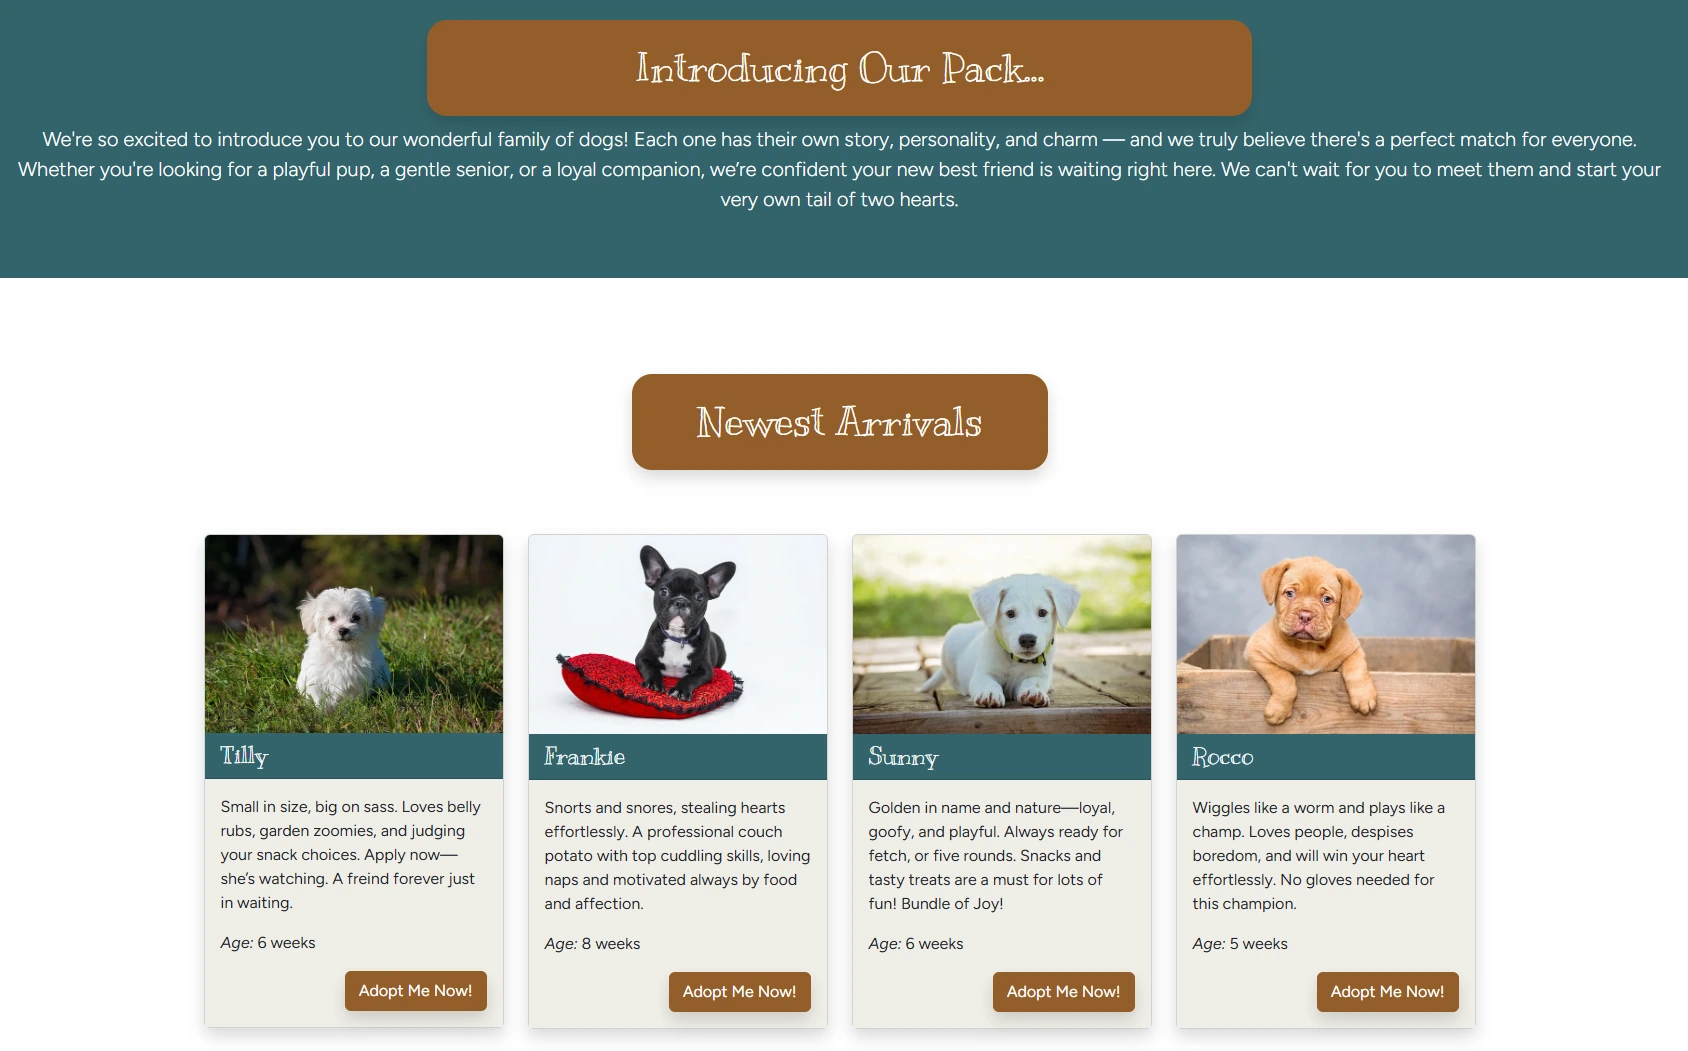 Introducing Our Pack...
We're so excited to introduce you to our wonderful family of dogs! Each one has their own story, personality, and charm — and we truly believe there's a perfect match for everyone.
Whether you're looking for a playful pup, a gentle senior, or a loyal companion, we’re confident your new best friend is waiting right here. We can't wait for you to meet them and start your
very own tail of two hearts.
Newest Arrivals
Tilly
Small in size, big on sass. Loves belly
rubs, garden zoomies, and judging
your snack choices. Apply now—
she’s watching. A freind forever just
in waiting.
Age: 6 weeks
Adopt Me Now!
Frankie
Snorts and snores, stealing hearts
effortlessly. A professional couch
potato with top cuddling skills, loving
naps and motivated always by food
and affection.
Age: 8 weeks
Adopt Me Now!
Sunny
Golden in name and nature—loyal,
goofy, and playful. Always ready for
fetch, or five rounds. Snacks and
tasty treats are a must for lots of
fun! Bundle of Joy!
Age: 6 weeks
Adopt Me Now!
Rocco
Wiggles like a worm and plays like a
champ. Loves people, despises
boredom, and will win your heart
effortlessly. No gloves needed for
this champion.
Age: 5 weeks
Adopt Me Now!